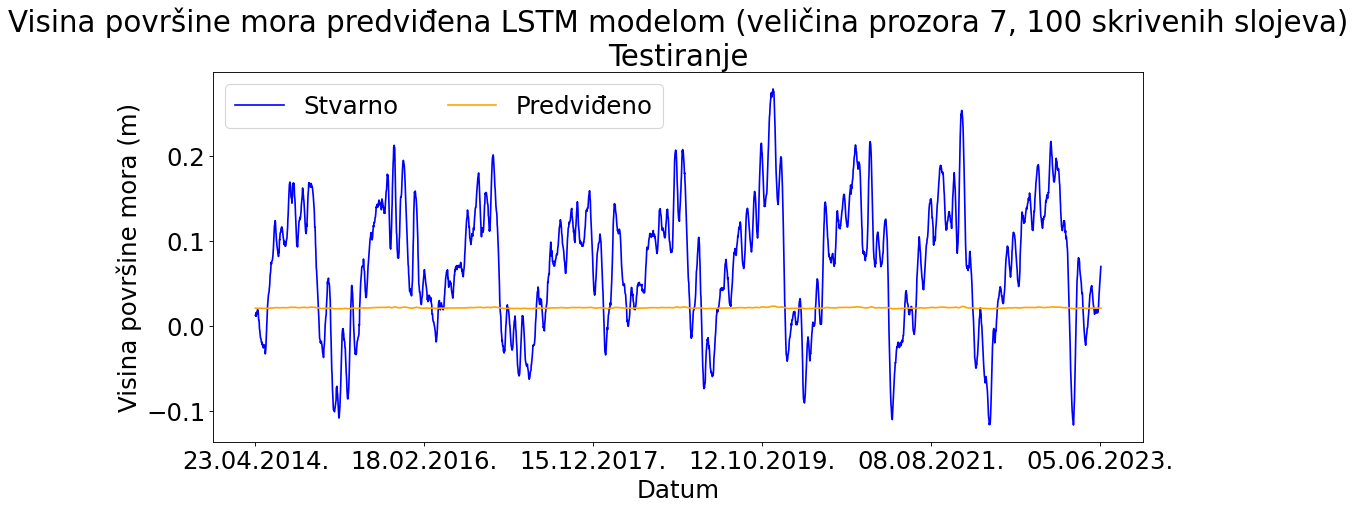 Visina površine mora predviđena LSTM modelom (veličina prozora 7, 100 skrivenih slojeva)
Testiranje
Stvarno
Predviđeno
Visina površine mora (m)
0.2
0.1
0.0
−0.1
23.04.2014.
18.02.2016.
15.12.2017.
12.10.2019.
08.08.2021.
05.06.2023.
Datum